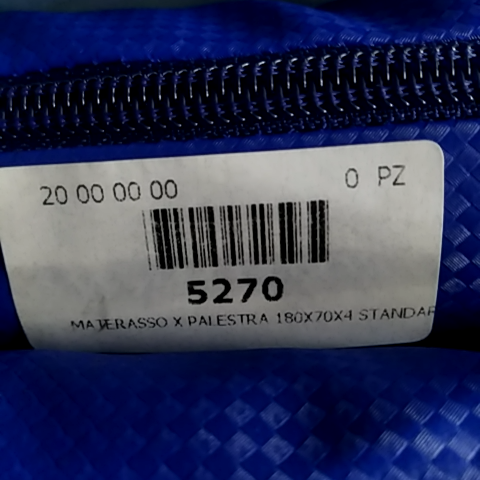 20 00 00 00 0 PZ
5270
MATERASSO X PALESTRA 180X70X4 STANDAR